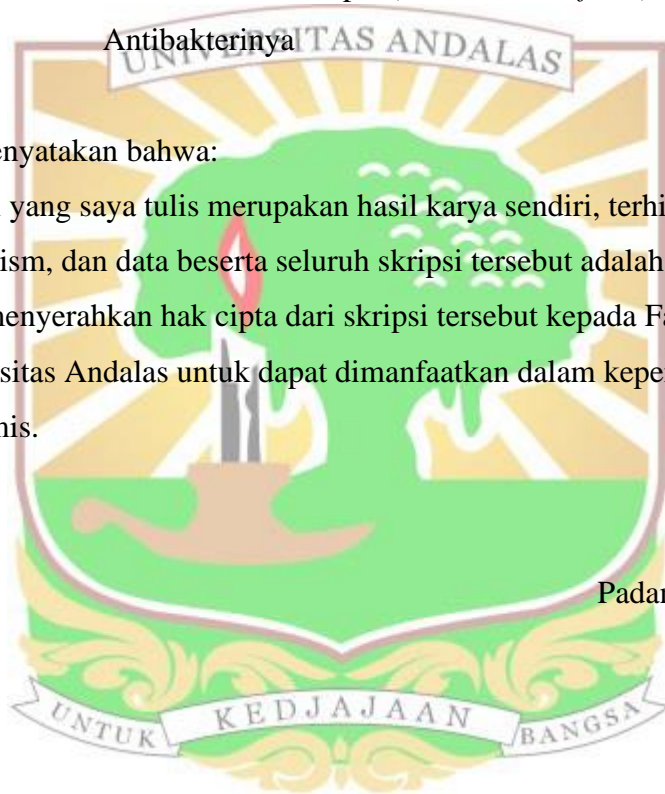 Antibakterinya
UNIVERSITAS ANDALAS
enyatakan bahwa:
yang saya tulis merupakan hasil karya sendiri, terhi
ism, dan data beserta seluruh skripsi tersebut adalah
menyerahkan hak cipta dari skripsi tersebut kepada Fa
sitas Andalas untuk dapat dimanfaatkan dalam keper
nis.
Padan
UNTUK KEDJAJAAN BANGSA